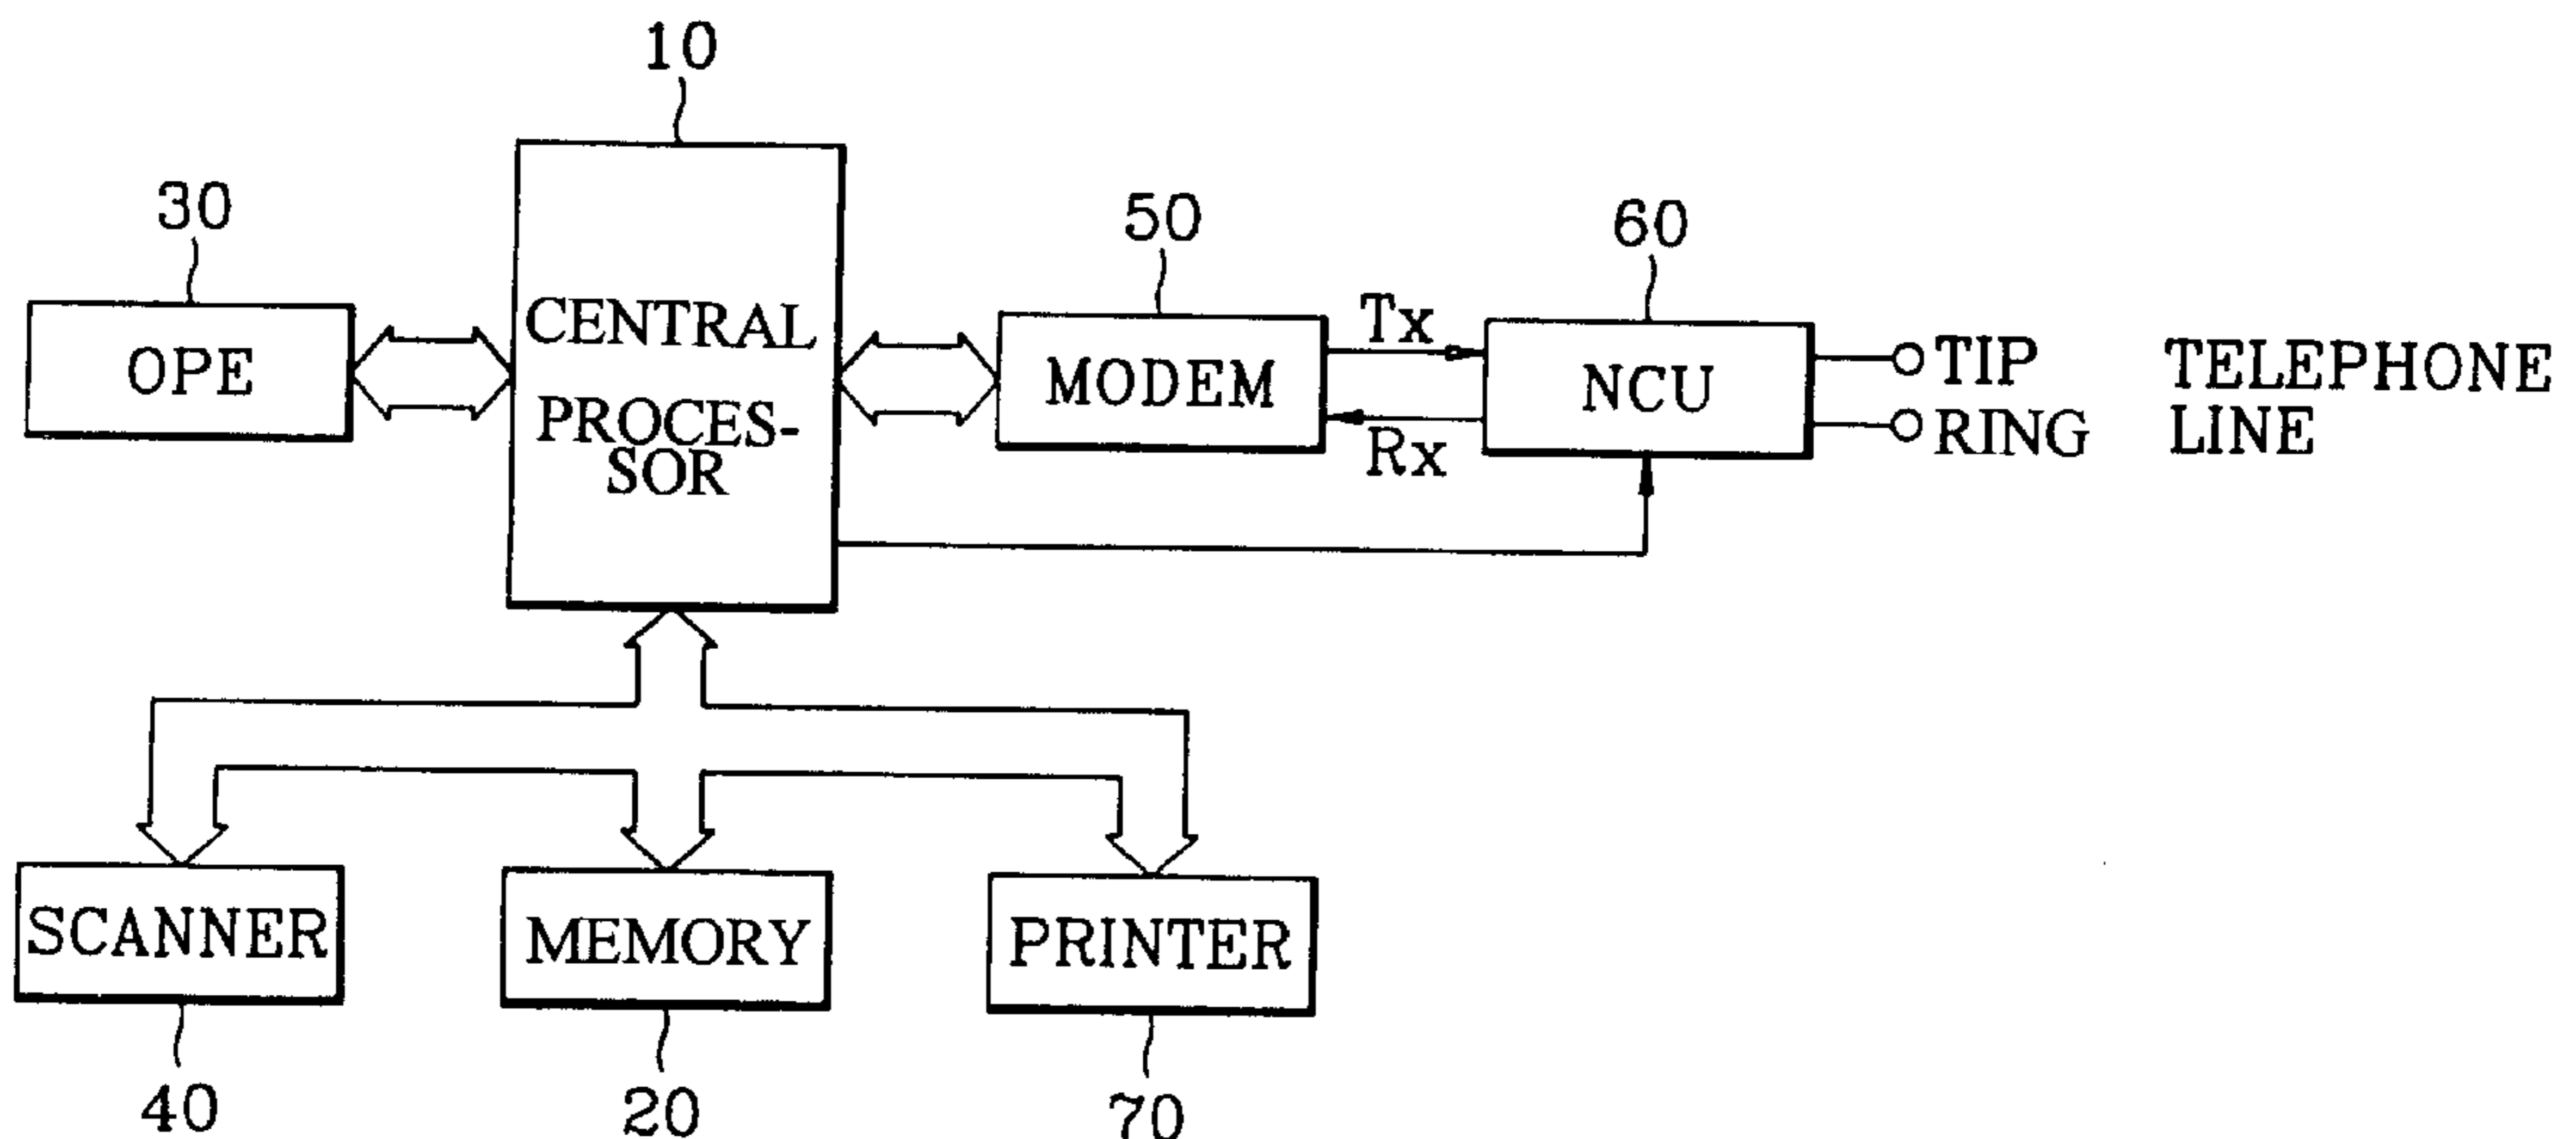 10
30
50
60
OPE
CENTRAL
PROCES-
SOR
MODEM
Tx
Rx
NCU
TIP
RING
TELEPHONE
LINE
SCANNER
MEMORY
PRINTER
40
20
70